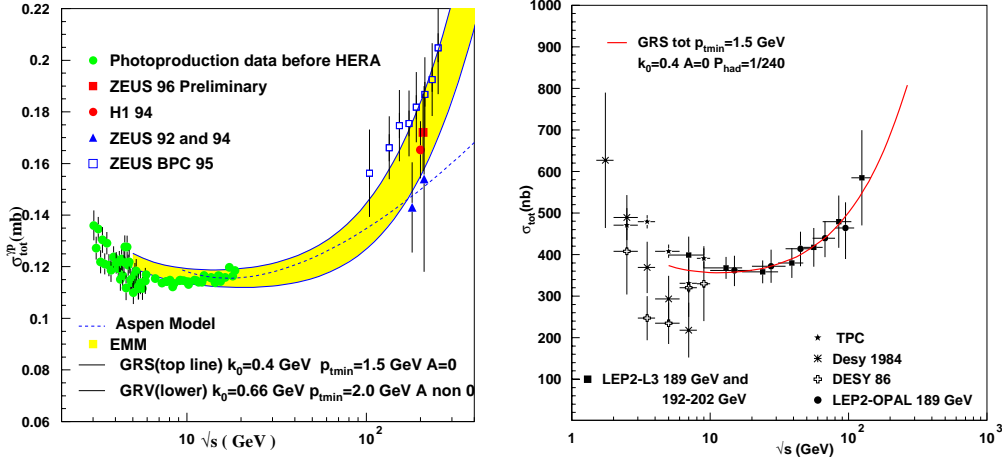 0.22
0.2
0.18
0.16
0.14
0.12
0.1
0.08
0.06
σ tot γp (mb)
Photoproduction data before HERA
ZEUS 96 Preliminary
H1 94
ZEUS 92 and 94
ZEUS BPC 95
Aspen Model
EMM
GRS(top line) k0=0.4 GeV ptmin=1.5 GeV A=0
GRV(lower) k0=0.66 GeV ptmin=2.0 GeV A non 0
10
10²
√s ( GeV)
1000
900
800
700
600
500
400
300
200
100
σtot(nb)
GRS tot ptmin=1.5 GeV
k0=0.4 A=0 Phad=1/240
TPC
Desy 1984
DESY 86
LEP2-OPAL 189 GeV
LEP2-L3 189 GeV and
192-202 GeV
1
10
10²
10³
√s (GeV)